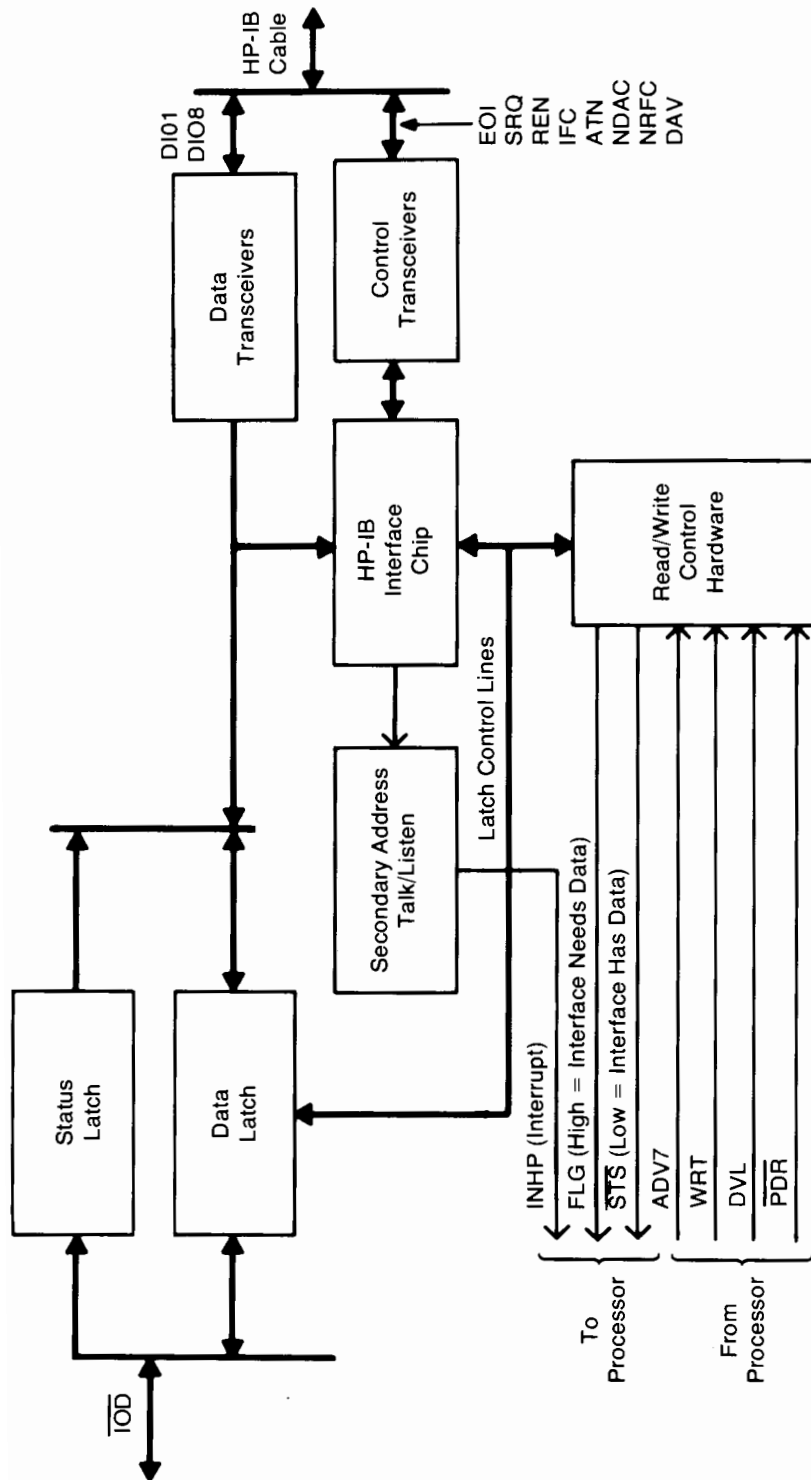 IOD
Status
Latch
Data
Latch
Data
Transceivers
DI01
DIO8
HP-IB
Cable
Secondary Address
Talk/Listen
HP-IB
Interface
Chip
Control
Transceivers
EOI
SRQ
REN
IFC
ATN
NDAC
NRFC
DAV
Latch Control Lines
Read/Write
Control
Hardware
To
Processor
INHP (Interrupt)
FLG (High = Interface Needs Data)
STS (Low = Interface Has Data)
From
Processor
ADV7
WRT
DVL
PDR